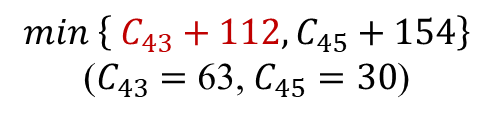 min { C₄₃ + 112, C₄₅ + 154}
(C₄₃ = 63, C₄₅ = 30)